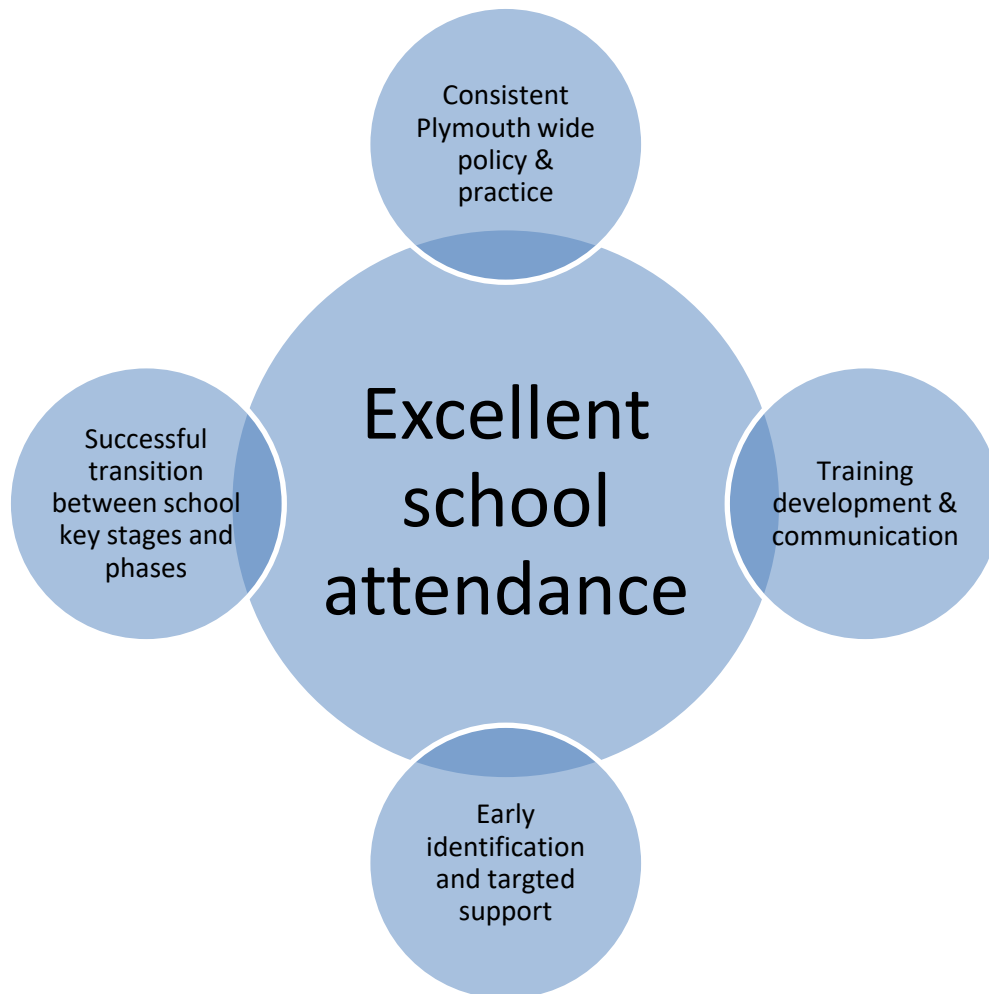 Consistent
Plymouth wide
policy &
practice
Successful
transition
between school
key stages and
phases
Excellent
school
attendance
Training
development &
communication
Early
identification
and targted
support